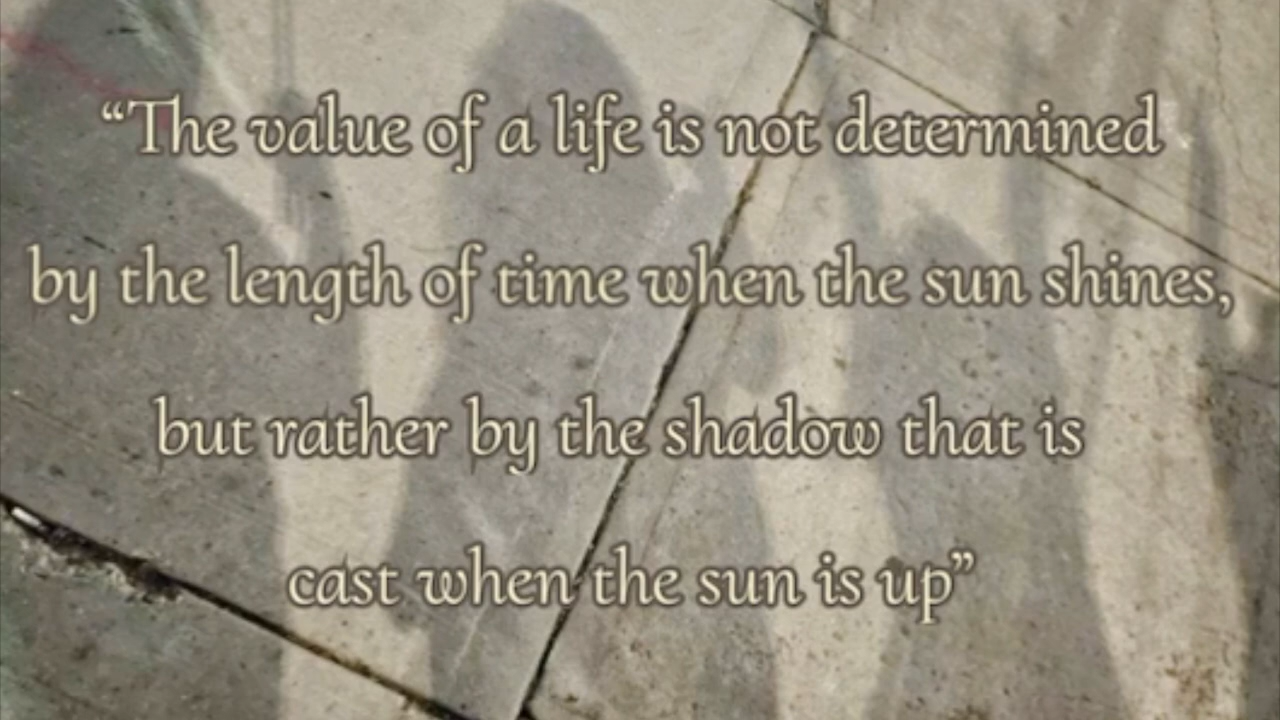 “The value of a life is not determined
by the length of time when the sun shines,
but rather by the shadow that is
cast when the sun is up”